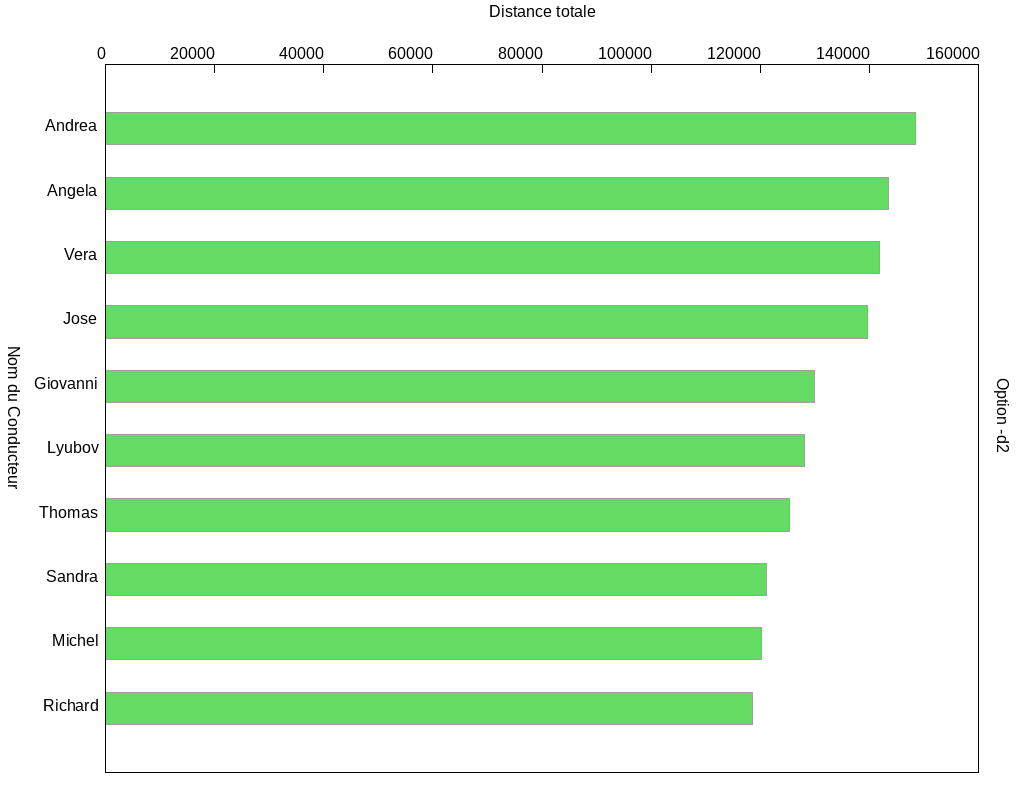 Distance totale
0 20000 40000 60000 80000 100000 120000 140000 160000
Andrea
Angela
Vera
Jose
Giovanni
Lyubov
Thomas
Sandra
Michel
Richard
Nom du Conducteur
Option -d2